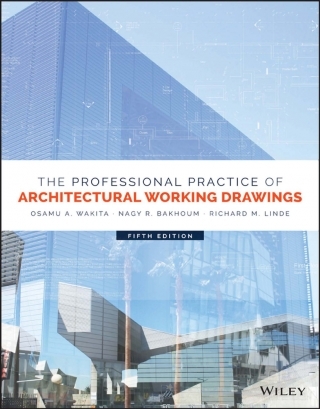 THE PROFESSIONAL PRACTICE OF
ARCHITECTURAL WORKING DRAWINGS
OSAMU A. WAKITA · NAGY R. BAKHOUM · RICHARD M. LINDE
FIFTH EDITION
WILEY